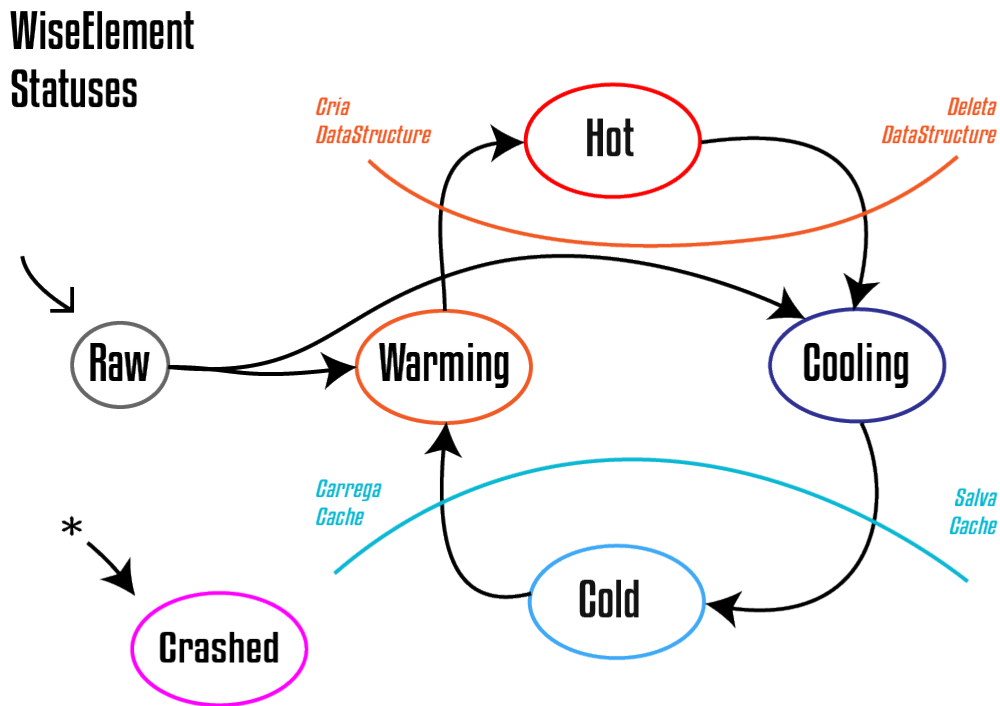 WiseElement
Statuses
Cria
DataStructure
Hot
Deleta
DataStructure
Raw
Warming
Cooling
Carrega
Cache
Salva
Cache
*
Cold
Crashed